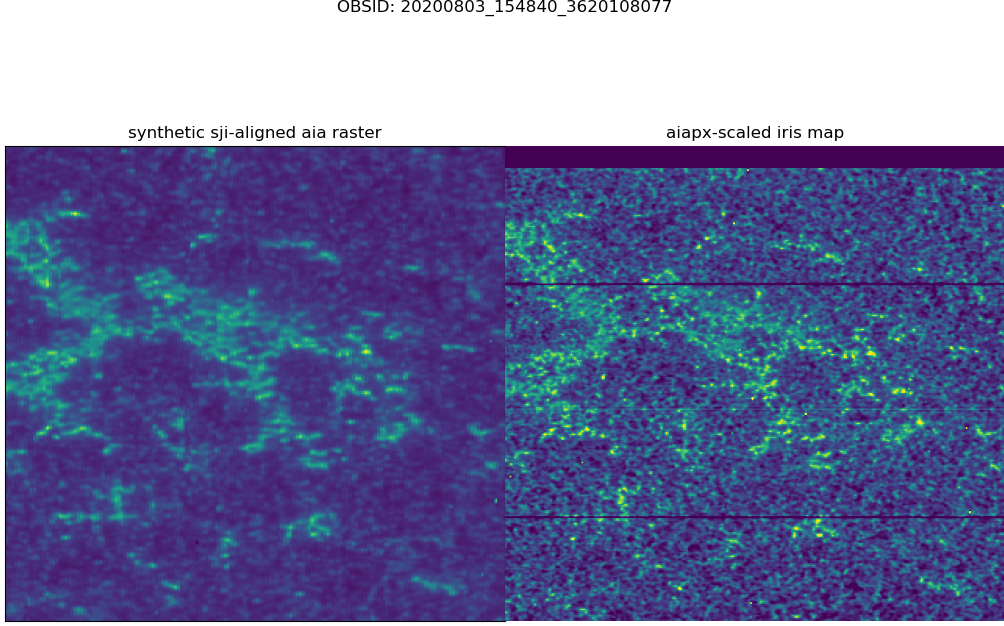 OBSID: 20200803_154840_3620108077
synthetic sji-aligned aia raster
aiapx-scaled iris map